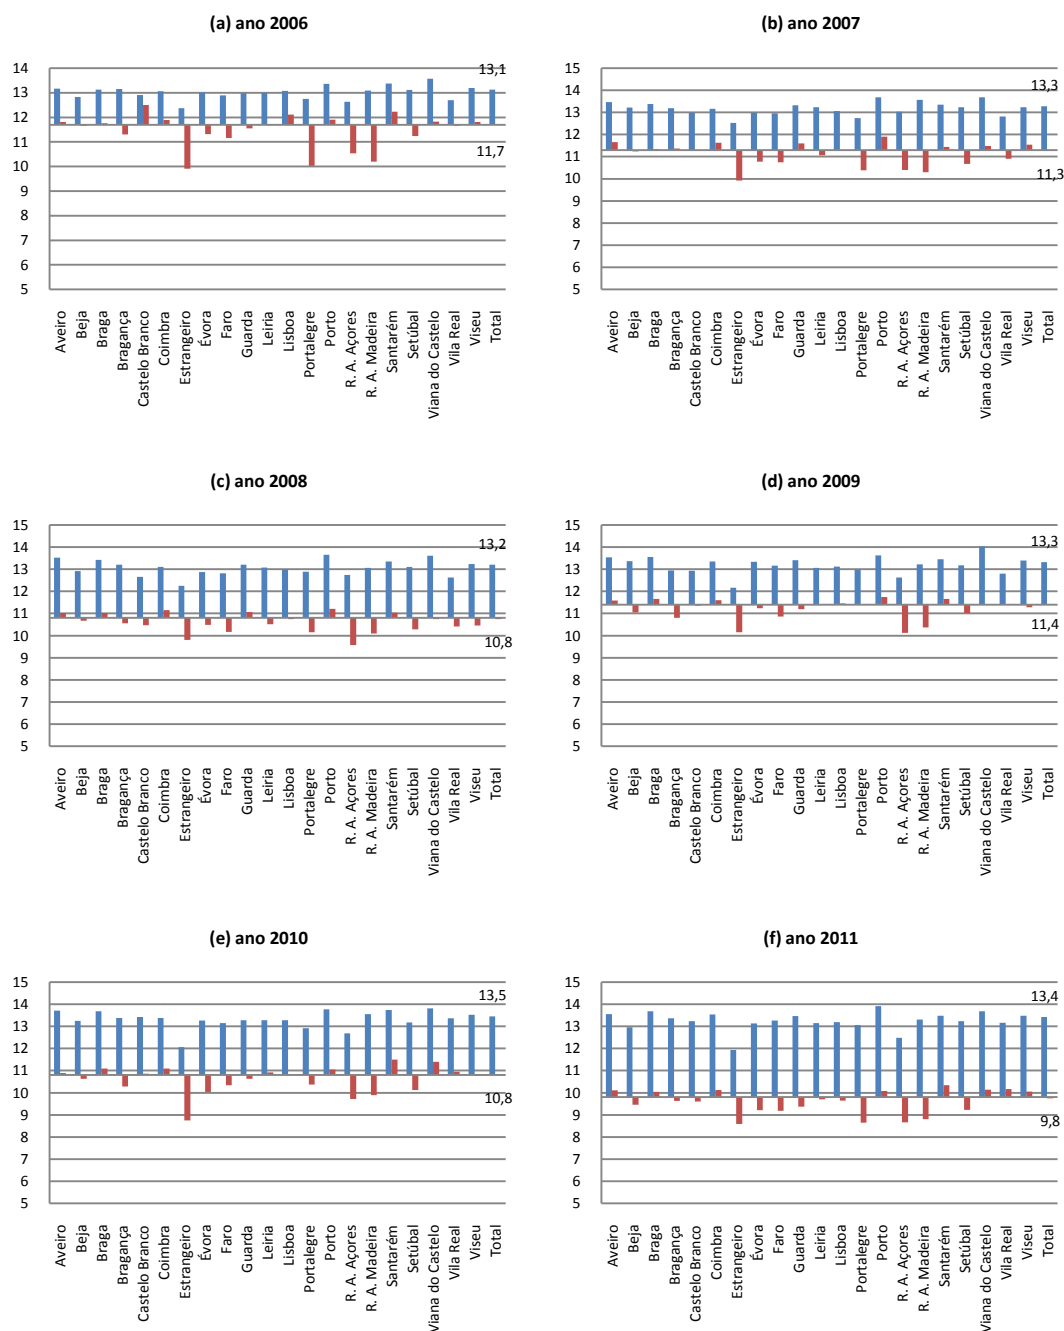 (a) ano 2006
14
13
12
11
10
9
8
7
6
5
13,1
11,7
Aveiro
Beja
Braga
Bragança
Castelo Branco
Coimbra
Estrangeiro
Évora
Faro
Guarda
Leiria
Lisboa
Portalegre
Porto
R. A. Açores
R. A. Madeira
Santarém
Setúbal
Viana do Castelo
Vila Real
Viseu
Total
(b) ano 2007
15
14
13
12
11
10
9
8
7
6
5
13,3
11,3
Aveiro
Beja
Braga
Bragança
Castelo Branco
Coimbra
Estrangeiro
Évora
Faro
Guarda
Leiria
Lisboa
Portalegre
Porto
R. A. Açores
R. A. Madeira
Santarém
Setúbal
Viana do Castelo
Vila Real
Viseu
Total
(c) ano 2008
15
14
13
12
11
10
9
8
7
6
5
13,2
10,8
Aveiro
Beja
Braga
Bragança
Castelo Branco
Coimbra
Estrangeiro
Évora
Faro
Guarda
Leiria
Lisboa
Portalegre
Porto
R. A. Açores
R. A. Madeira
Santarém
Setúbal
Viana do Castelo
Vila Real
Viseu
Total
(d) ano 2009
15
14
13
12
11
10
9
8
7
6
5
13,3
11,4
Aveiro
Beja
Braga
Bragança
Castelo Branco
Coimbra
Estrangeiro
Évora
Faro
Guarda
Leiria
Lisboa
Portalegre
Porto
R. A. Açores
R. A. Madeira
Santarém
Setúbal
Viana do Castelo
Vila Real
Viseu
Total
(e) ano 2010
15
14
13
12
11
10
9
8
7
6
5
13,5
10,8
Aveiro
Beja
Braga
Bragança
Castelo Branco
Coimbra
Estrangeiro
Évora
Faro
Guarda
Leiria
Lisboa
Portalegre
Porto
R. A. Açores
R. A. Madeira
Santarém
Setúbal
Viana do Castelo
Vila Real
Viseu
Total
(f) ano 2011
15
14
13
12
11
10
9
8
7
6
5
13,4
9,8
Aveiro
Beja
Braga
Bragança
Castelo Branco
Coimbra
Estrangeiro
Évora
Faro
Guarda
Leiria
Lisboa
Portalegre
Porto
R. A. Açores
R. A. Madeira
Santarém
Setúbal
Viana do Castelo
Vila Real
Viseu
Total